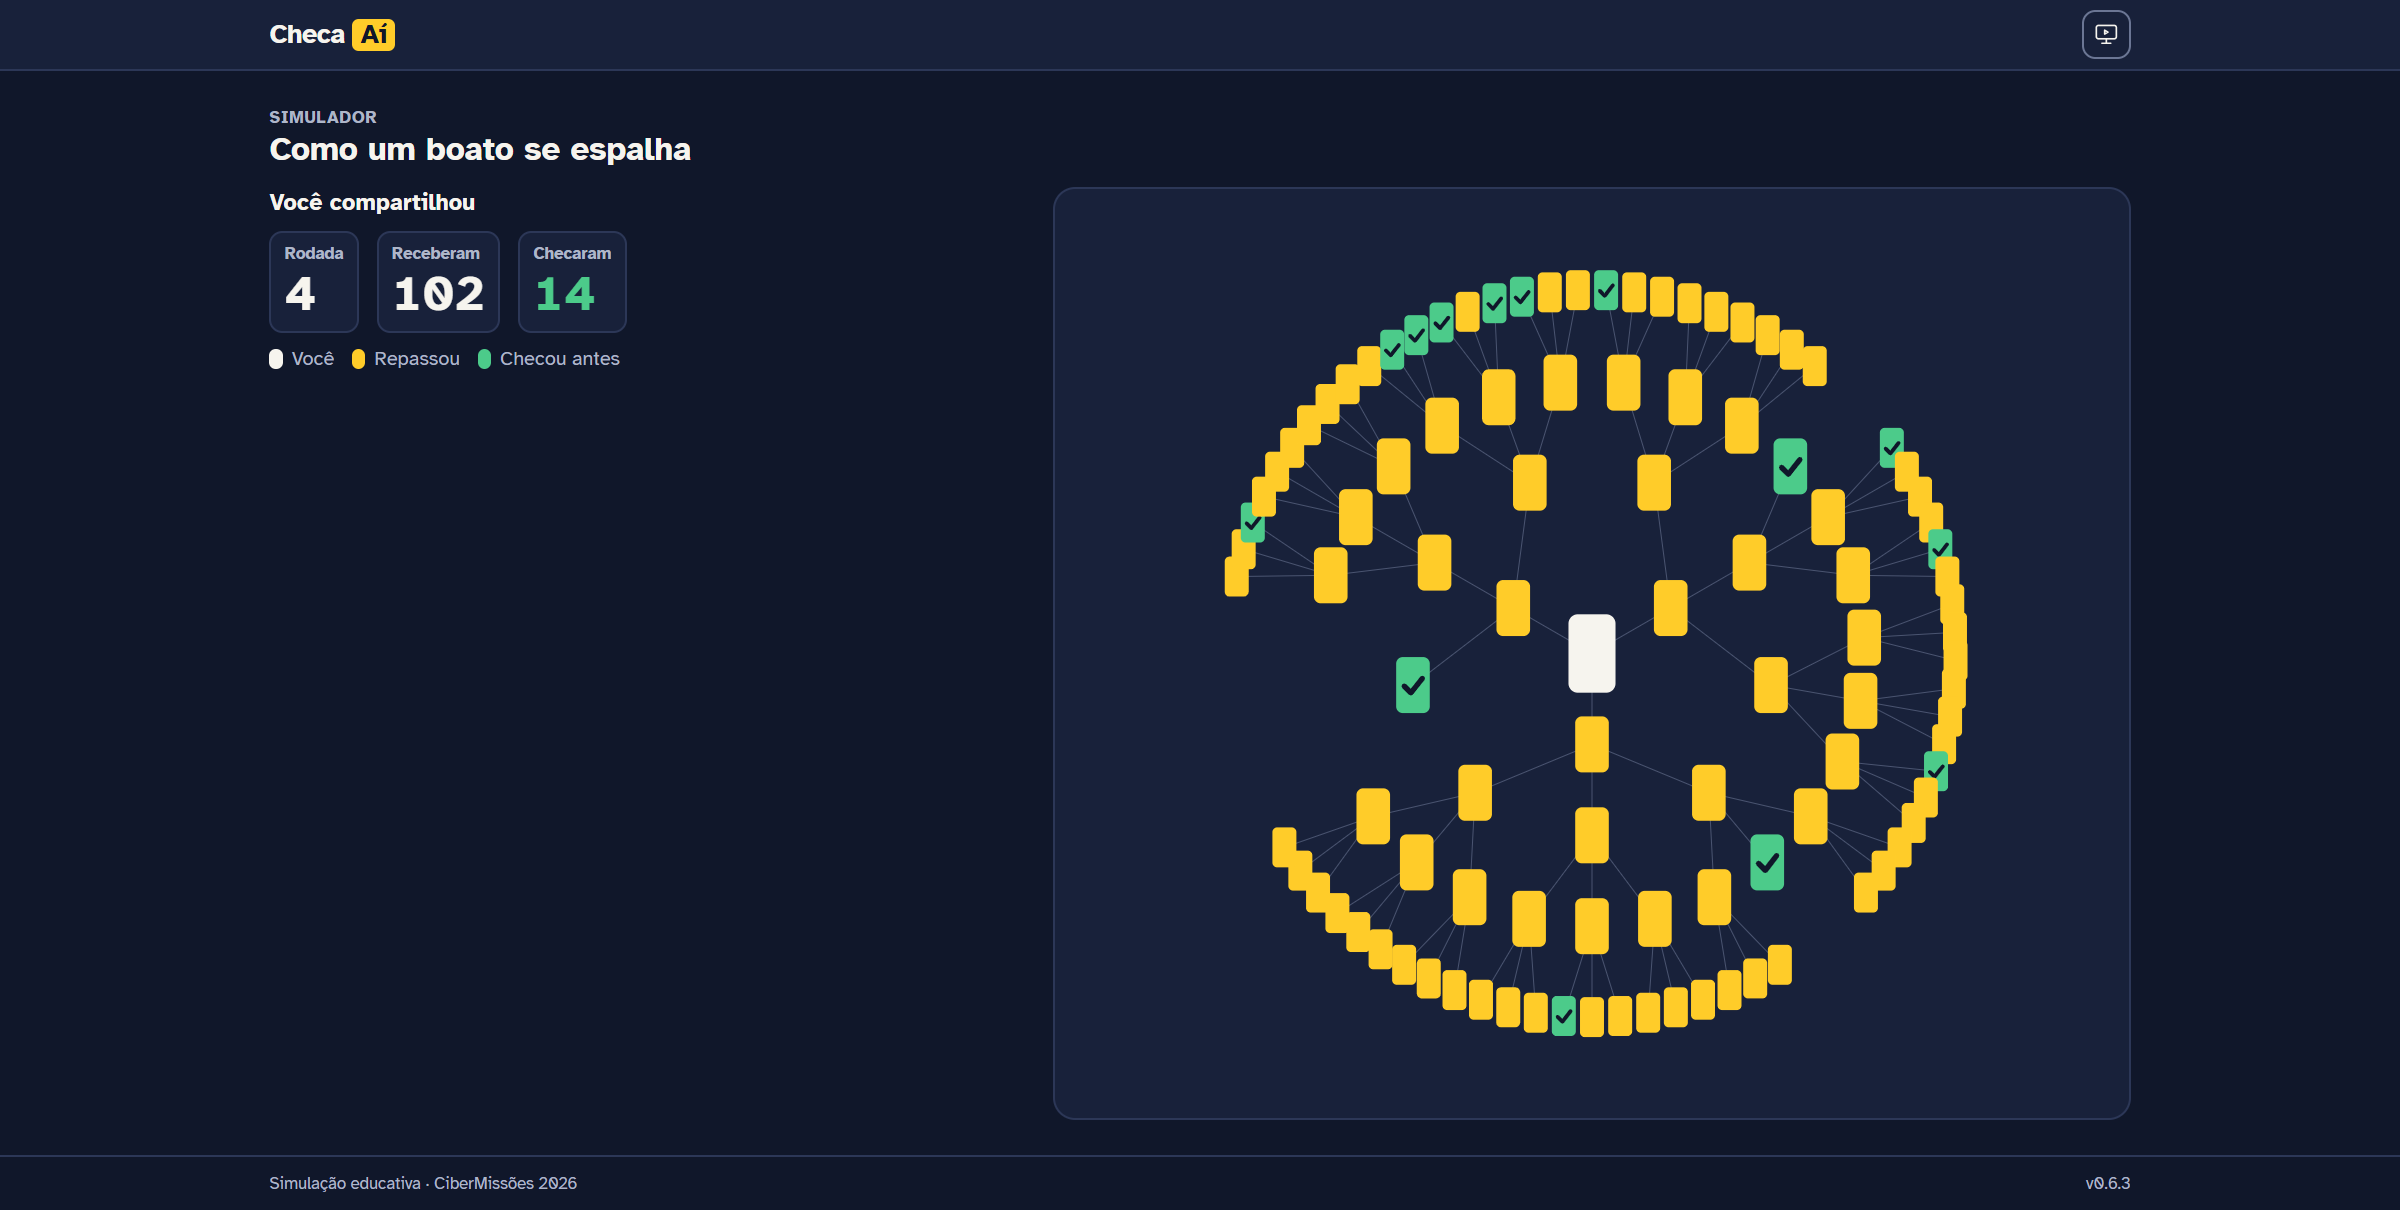 Checa Aí
SIMULADOR
Como um boato se espalha
Você compartilhou
Rodada Receberam Checaram
4 102 14
Você Repassou Checou antes
Simulação educativa · CiberMissões 2026
v0.6.3